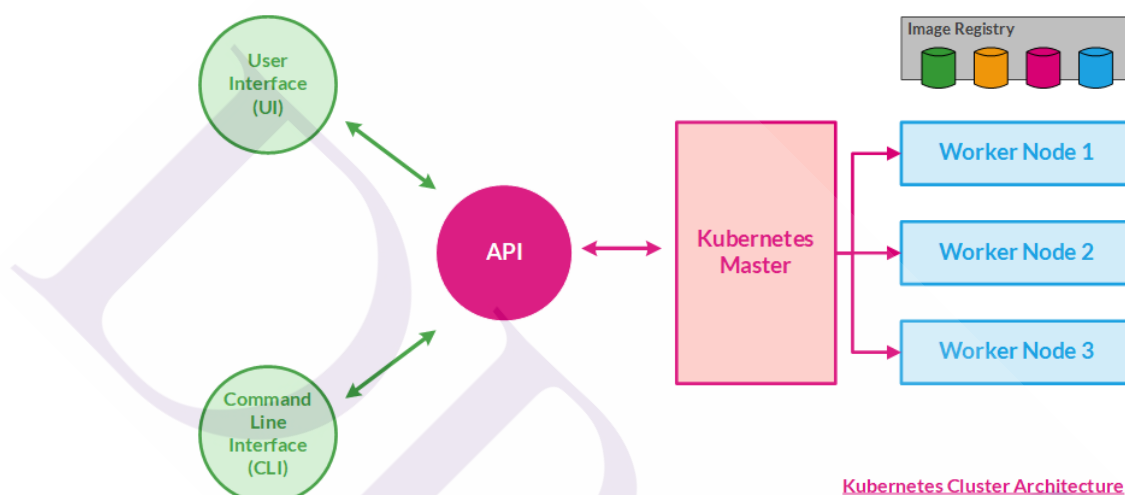 User
Interface
(UI)
Command
Line
Interface
(CLI)
API
Kubernetes
Master
Image Registry
Worker Node 1
Worker Node 2
Worker Node 3
Kubernetes Cluster Architecture